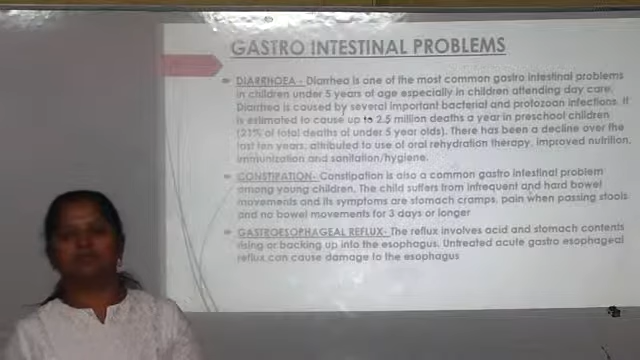 GASTRO INTESTINAL PROBLEMS
DIARRHOEA - Diarrhea is one of the most common gastro intestinal problems
in children under 5 years of age especially in children attending day care.
Diarrhea is caused by several important bacterial and protozoan infections. It
is estimated to cause up to 2.5 million deaths a year in preschool children
(21% of total deaths of under 5 year olds). There has been a decline over the
last ten years, attributed to use of oral rehydration therapy, improved nutrition,
immunization and sanitation/hygiene.
CONSTIPATION- Constipation is also a common gastro intestinal problem
among young children. The child suffers from infrequent and hard bowel
movements and its symptoms are stomach cramps, pain when passing stools
and no bowel movements for 3 days or longer
GASTROESOPHAGEAL REFLUX- The reflux involves acid and stomach contents
rising or backing up into the esophagus. Untreated acute gastro esophageal
reflux can cause damage to the esophagus